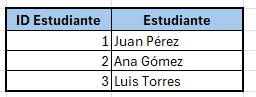 ID Estudiante Estudiante
1 Juan Pérez
2 Ana Gómez
3 Luis Torres